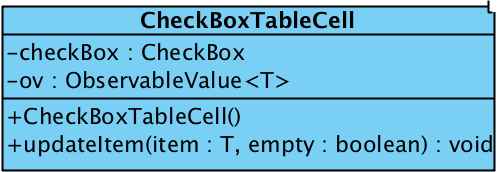 CheckBoxTableCell
-checkBox : CheckBox
-ov : ObservableValue<T>
+CheckBoxTableCell()
+updateItem(item : T, empty : boolean) : void